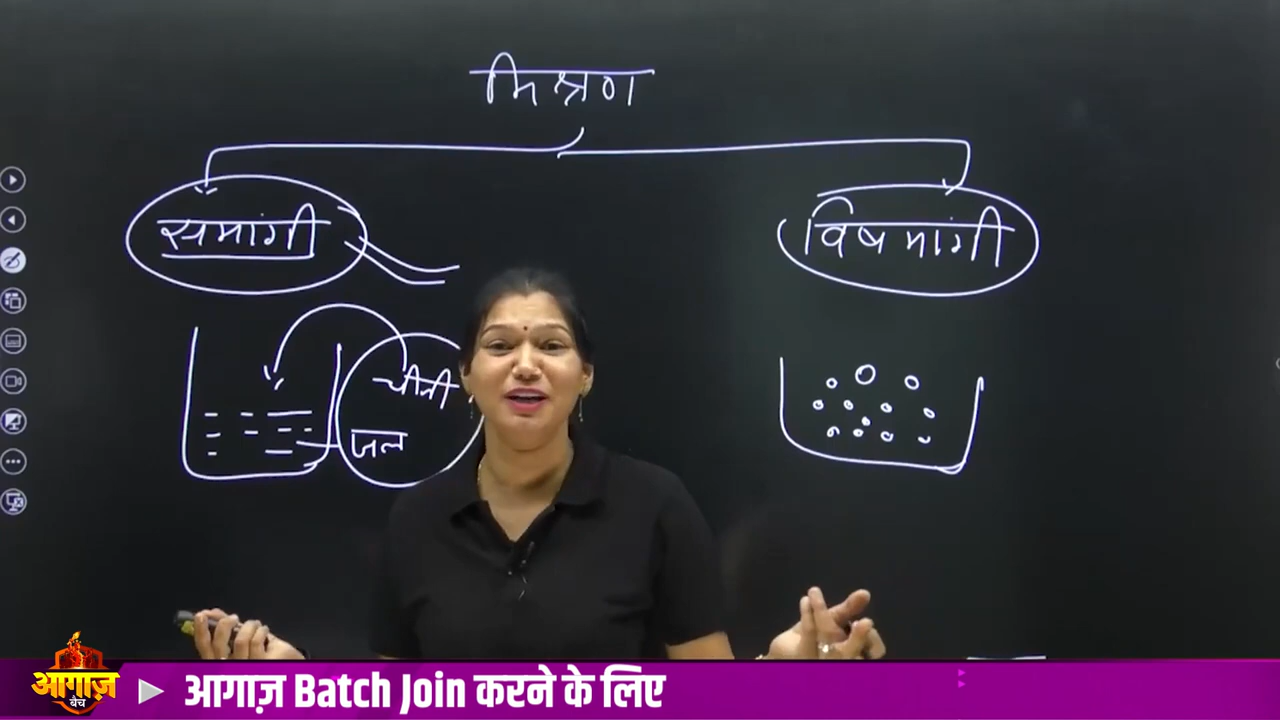 मिश्रण
समांगी
विषमांगी
चीनी
जल
आगाज़
बैच
आगाज़ Batch Join करने के लिए